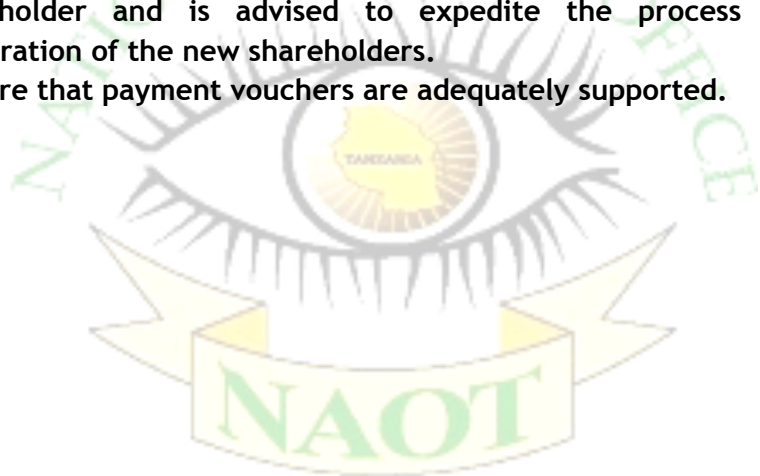 holder and is advised to expedite the process
ration of the new shareholders.
re that payment vouchers are adequately supported.
TANZANIA
NAOT